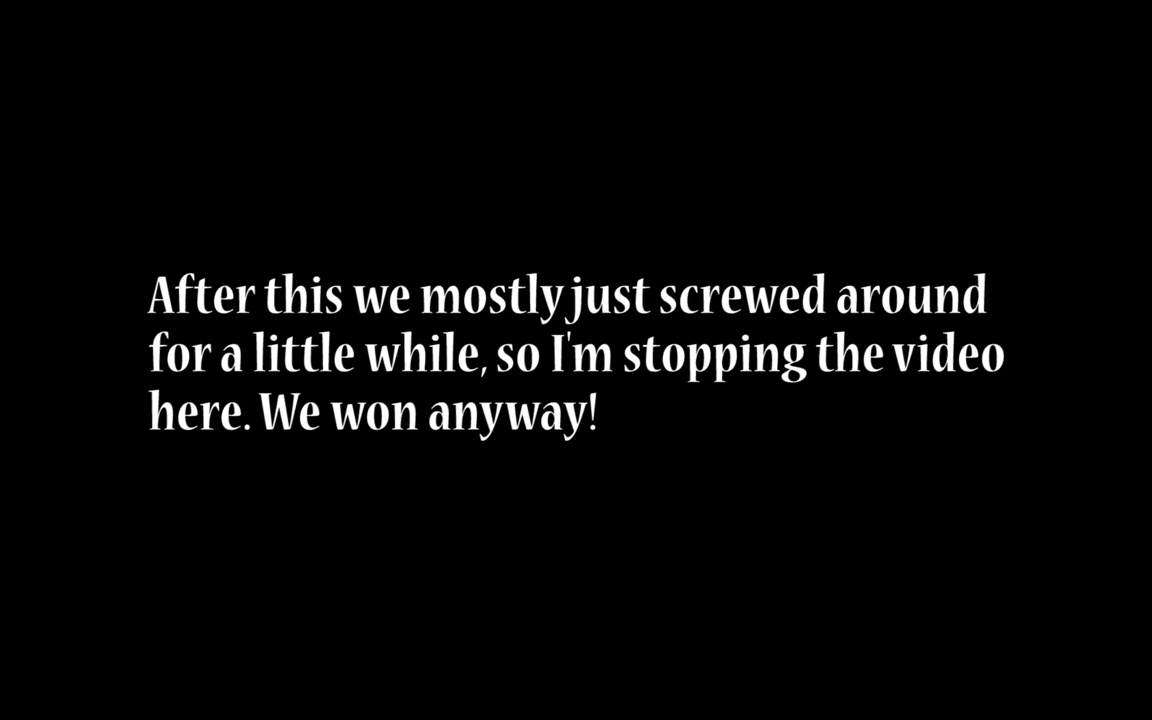 After this we mostly just screwed around
for a little while, so I'm stopping the video
here. We won anyway!